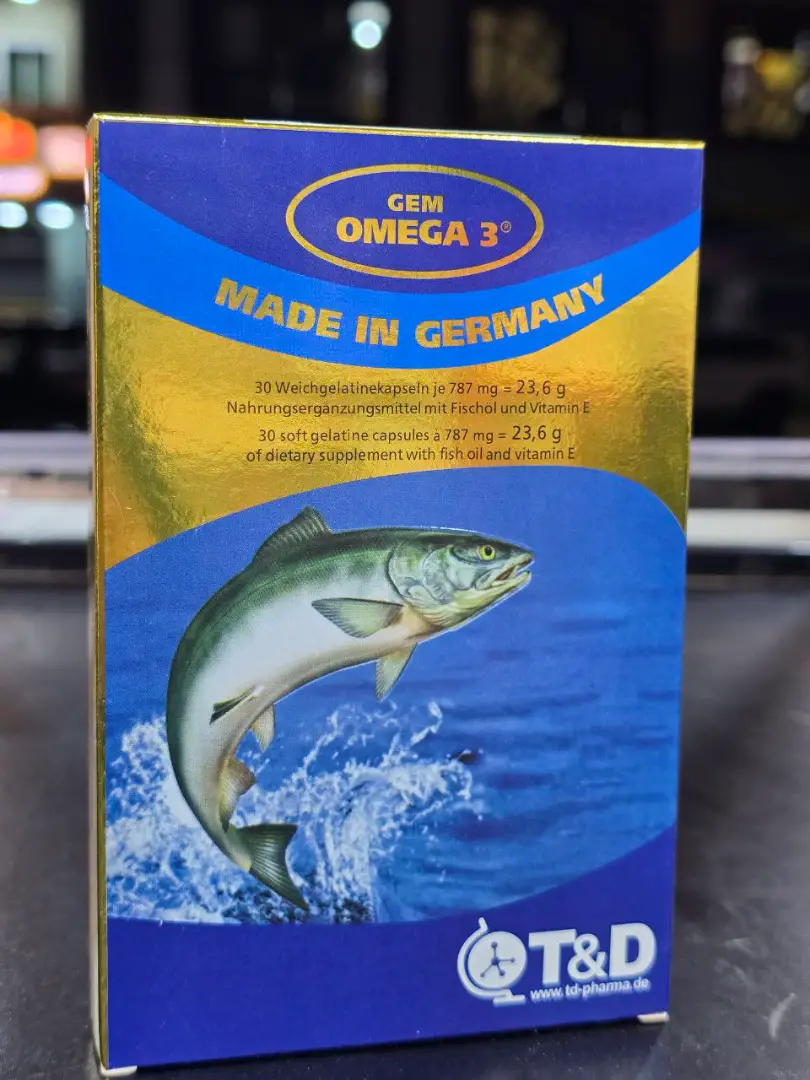 GEM
OMEGA 3®
MADE IN GERMANY
30 Weichgelatinekapseln je 787 mg = 23,6 g
Nahrungsergänzungsmittel mit Fischöl und Vitamin E
30 soft gelatine capsules à 787 mg = 23,6 g
of dietary supplement with fish oil and vitamin E
T&D
www.td-pharma.de